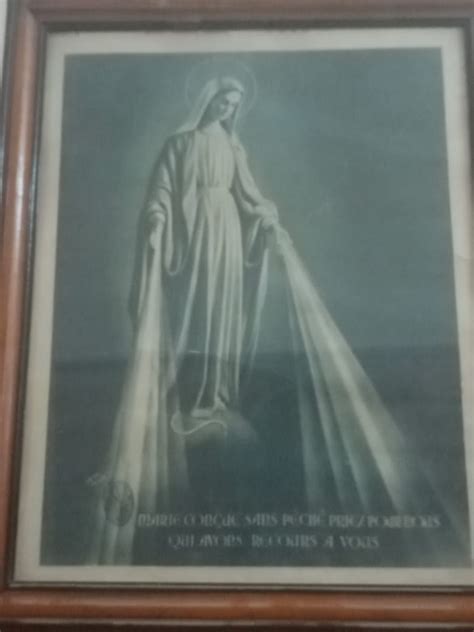 MARIE CONÇUE SANS PÉCHÉ PRIEZ POUR NOUS
QUI AVONS RECOURS A VOUS